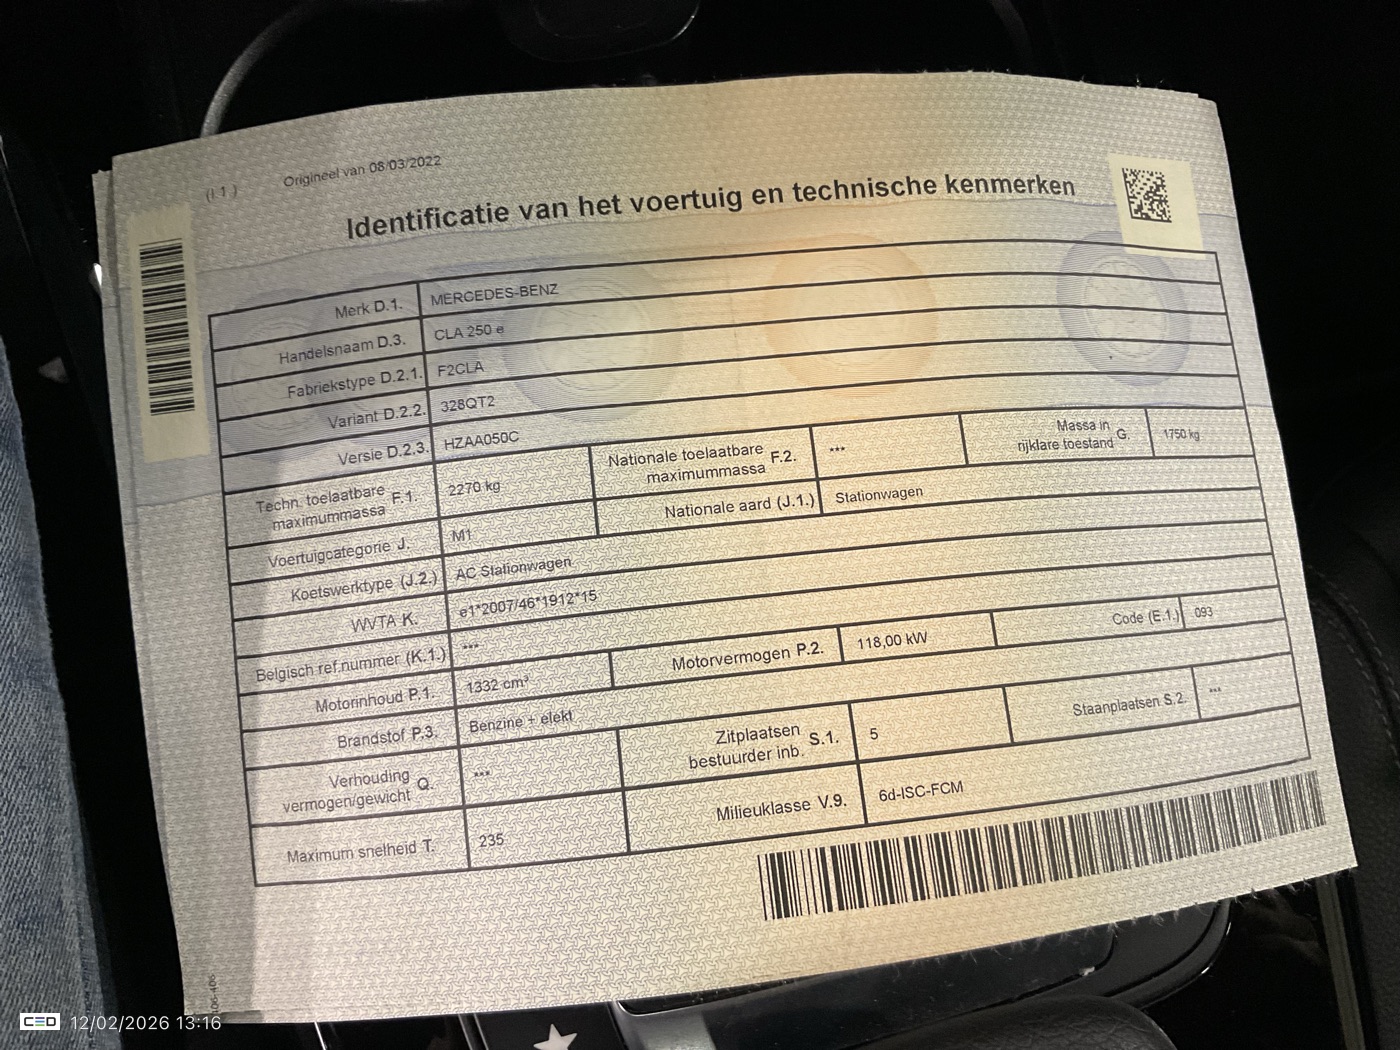 (I.1.)
Origineel van 08/03/2022
Identificatie van het voertuig en technische kenmerken
Merk D.1. MERCEDES-BENZ
Handelsnaam D.3. CLA 250 e
Fabriekstype D.2.1. F2CLA
Variant D.2.2. 328QT2
Versie D.2.3. HZAA050C
Techn. toelaatbare maximummassa F.1. 2270 kg
Nationale toelaatbare maximummassa F.2. ***
Massa in rijklare toestand G. 1750 kg
Voertuigcategorie J. M1
Nationale aard (J.1.) Stationwagen
Koetswerktype (J.2.) AC Stationwagen
WVTA K. e1*2007/46*1912*15
Belgisch ref.nummer (K.1.) ***
Motorinhoud P.1. 1332 cm³
Motorvermogen P.2. 118,00 kW
Code (E.1.) 093
Brandstof P.3. Benzine + elekt
Verhouding vermogen/gewicht Q. ***
Zitplaatsen bestuurder inb. S.1. 5
Staanplaatsen S.2. ***
Maximum snelheid T. 235
Milieuklasse V.9. 6d-ISC-FCM
CED 12/02/2026 13:16